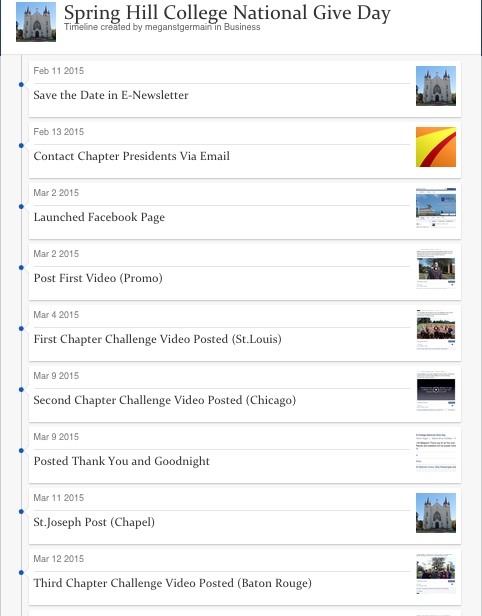 Spring Hill College National Give Day
Timeline created by meganstgermain in Business
Feb 11 2015
Save the Date in E-Newsletter
Feb 13 2015
Contact Chapter Presidents Via Email
Mar 2 2015
Launched Facebook Page
Mar 2 2015
Post First Video (Promo)
Mar 4 2015
First Chapter Challenge Video Posted (St.Louis)
Mar 9 2015
Second Chapter Challenge Video Posted (Chicago)
Mar 9 2015
Posted Thank You and Goodnight
Mar 11 2015
St.Joseph Post (Chapel)
Mar 12 2015
Third Chapter Challenge Video Posted (Baton Rouge)